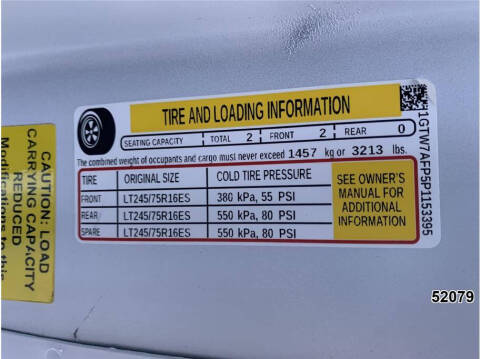 TIRE AND LOADING INFORMATION
SEATING CAPACITY TOTAL 2 FRONT 2 REAR 0
The combined weight of occupants and cargo must never exceed 1457 kg or 3213 lbs.
TIRE ORIGINAL SIZE COLD TIRE PRESSURE
FRONT LT245/75R16ES 380 kPa, 55 PSI
REAR LT245/75R16ES 550 kPa, 80 PSI
SPARE LT245/75R16ES 550 kPa, 80 PSI
SEE OWNER'S
MANUAL FOR
ADDITIONAL
INFORMATION
1GTW7AFP5P1153395
CAUTION: LOAD
CARRYING CAPACITY
REDUCED
Modifications to this
52079